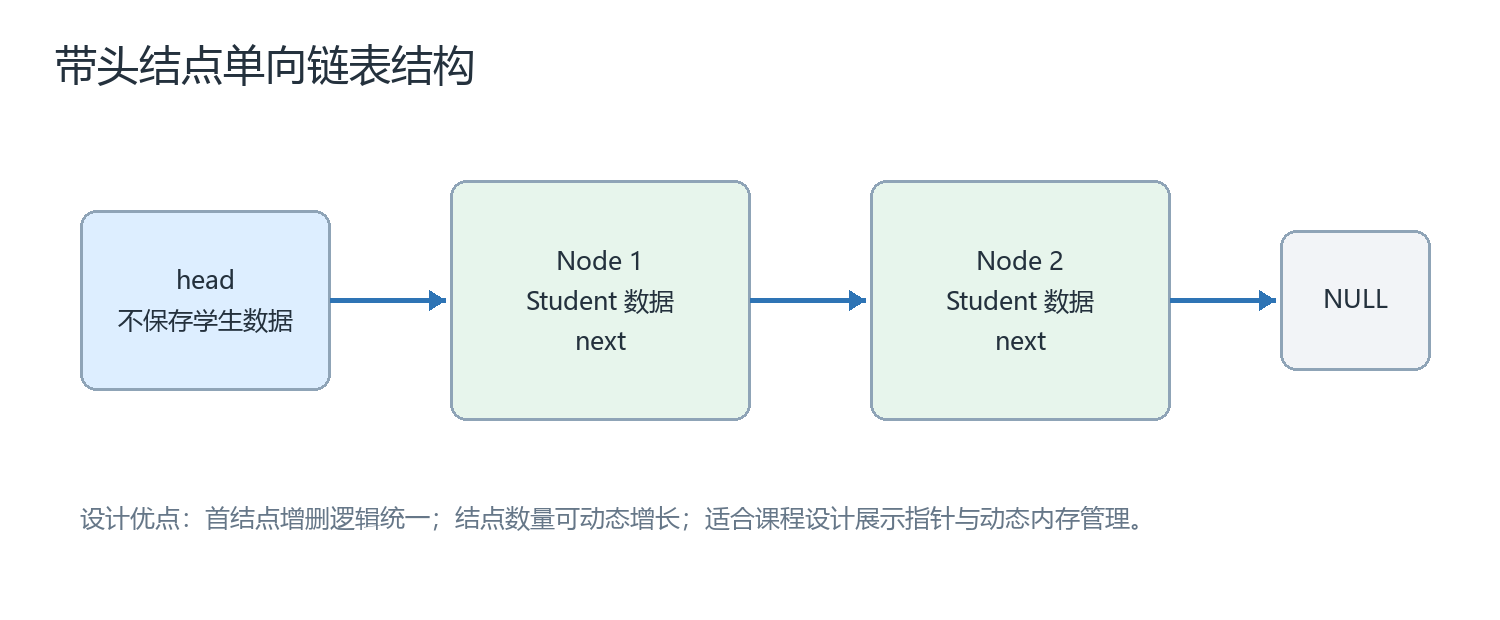 带头结点单向链表结构
head
不保存学生数据
Node 1
Student 数据
next
Node 2
Student 数据
next
NULL
设计优点：首结点增删逻辑统一；结点数量可动态增长；适合课程设计展示指针与动态内存管理。